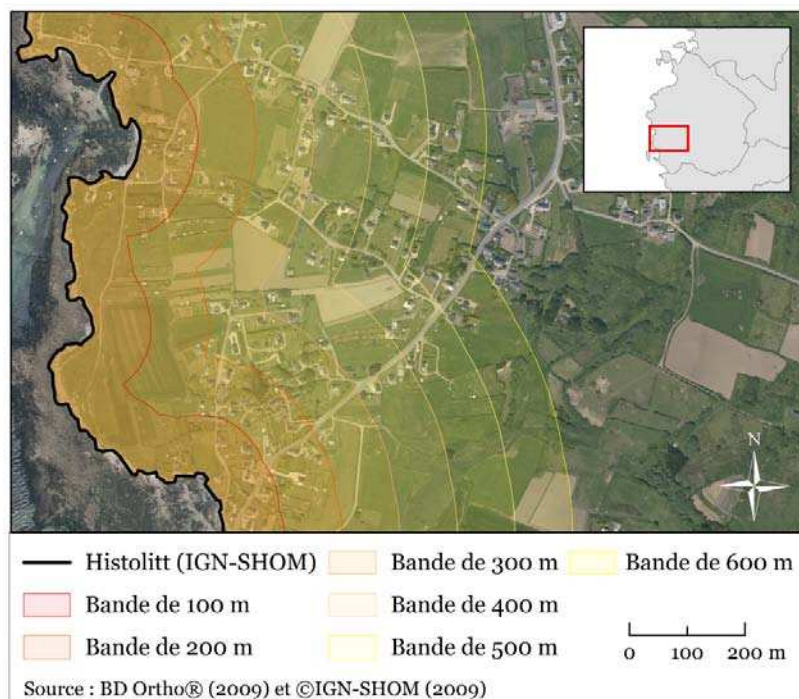 N
Histolitt (IGN-SHOM)
Bande de 300 m
Bande de 600 m
Bande de 100 m
Bande de 400 m
Bande de 200 m
Bande de 500 m
0 100 200 m
Source : BD Ortho® (2009) et ©IGN-SHOM (2009)